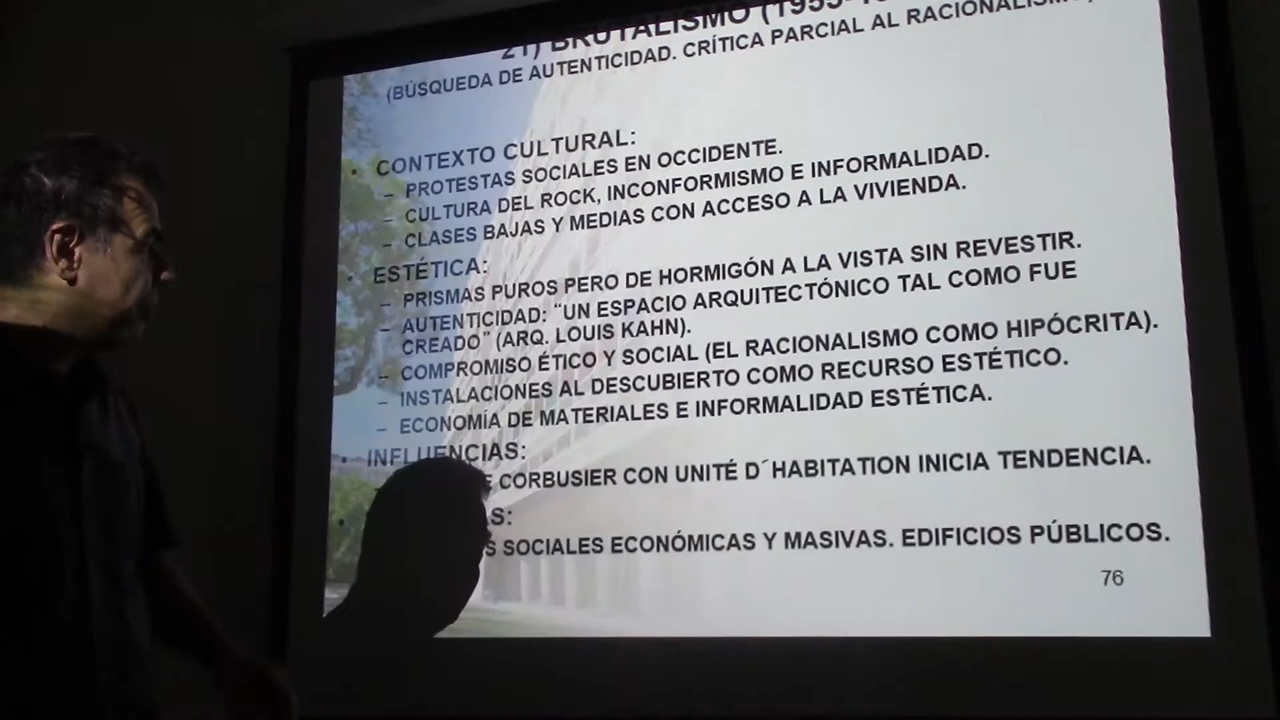 21) BRUTALISMO (1955-
(BÚSQUEDA DE AUTENTICIDAD. CRÍTICA PARCIAL AL RACIONALISMO)
• CONTEXTO CULTURAL:
– PROTESTAS SOCIALES EN OCCIDENTE.
– CULTURA DEL ROCK, INCONFORMISMO E INFORMALIDAD.
– CLASES BAJAS Y MEDIAS CON ACCESO A LA VIVIENDA.
• ESTÉTICA:
– PRISMAS PUROS PERO DE HORMIGÓN A LA VISTA SIN REVESTIR.
– AUTENTICIDAD: “UN ESPACIO ARQUITECTÓNICO TAL COMO FUE
CREADO” (ARQ. LOUIS KAHN).
– COMPROMISO ÉTICO Y SOCIAL (EL RACIONALISMO COMO HIPÓCRITA).
– INSTALACIONES AL DESCUBIERTO COMO RECURSO ESTÉTICO.
– ECONOMÍA DE MATERIALES E INFORMALIDAD ESTÉTICA.
• INFLUENCIAS:
CORBUSIER CON UNITÉ D´HABITATION INICIA TENDENCIA.
SOCIALES ECONÓMICAS Y MASIVAS. EDIFICIOS PÚBLICOS.
76